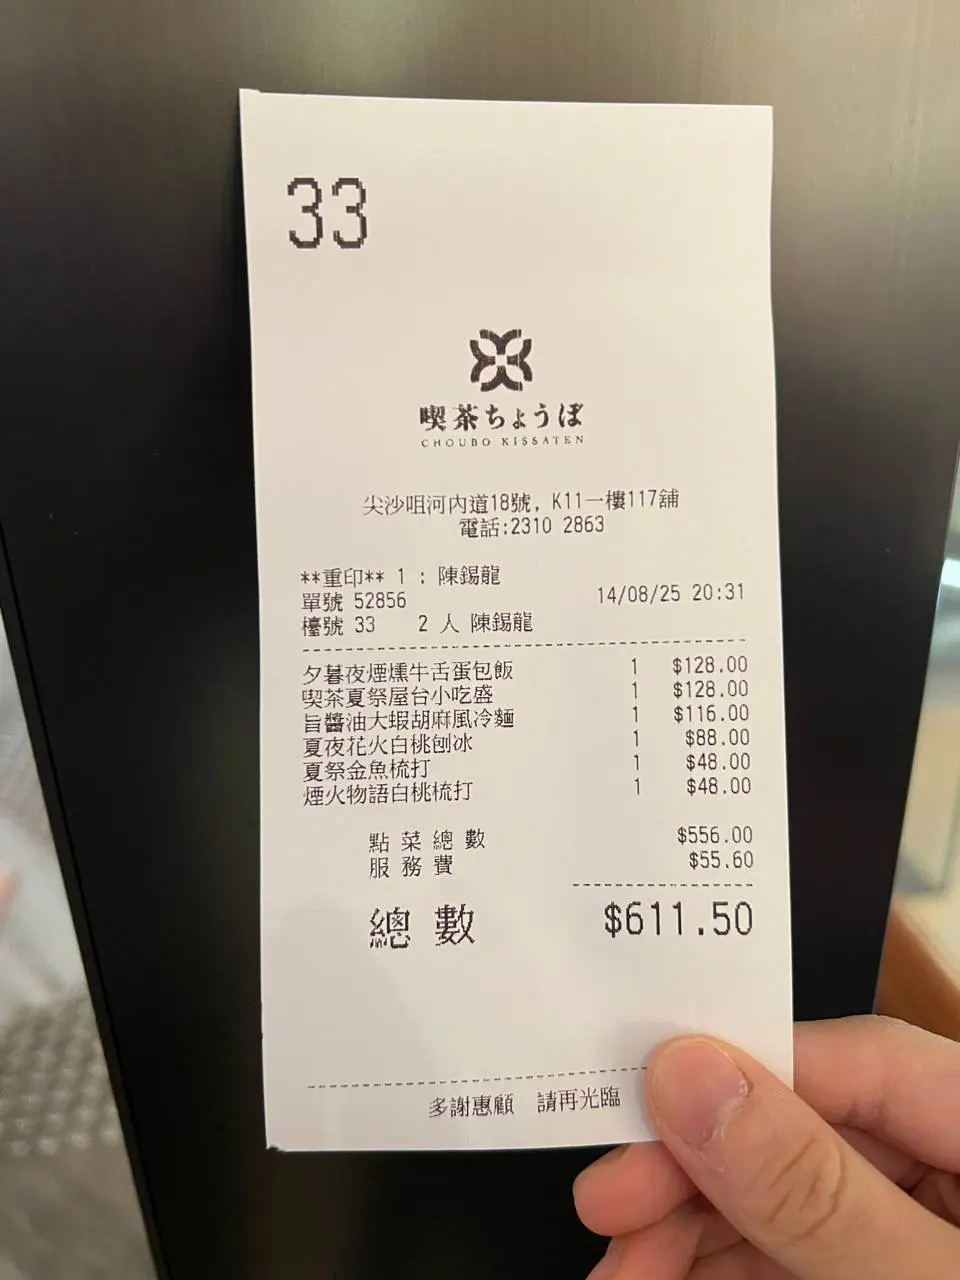 33
喫茶ちょうぼ
CHOUBO KISSATEN
尖沙咀河內道18號, K11一樓117舖
電話:2310 2863
**重印** 1 : 陳錫龍
單號 52856 14/08/25 20:31
檯號 33 2 人 陳錫龍
夕暮夜煙燻牛舌蛋包飯 1 $128.00
喫茶夏祭屋台小吃盛 1 $128.00
旨醬油大蝦胡麻風冷麵 1 $116.00
夏夜花火白桃刨冰 1 $88.00
夏祭金魚梳打 1 $48.00
煙火物語白桃梳打 1 $48.00
點菜總數 $556.00
服務費 $55.60
總數 $611.50
多謝惠顧 請再光臨